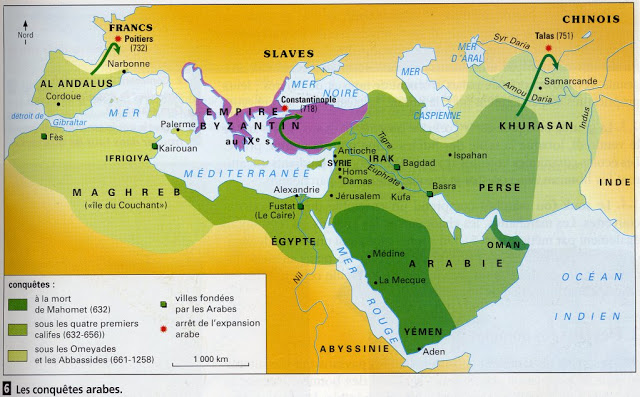 Nord
FRANCS
Poitiers
(732)
CHINOIS
Talas (751)
SLAVES
Narbonne
AL ANDALUS
Cordoue
MER
NOIRE
MER
D'ARAL
Syr Daria
Samarcande
Amou Daria
Indus
MER
CASPIENNE
KHURASAN
Constantinople
(718)
EMPIRE
BYZANTIN
au IXe s.
détroit de Gibraltar
MER
Palerme
Fès
Kairouan
IFRIQIYA
MÉDITERRANÉE
MAGHREB
(«île du Couchant»)
Antioche
SYRIE
Homs
Damas
Tigre
IRAK
Bagdad
Euphrate
Ispahan
PERSE
INDE
Alexandrie
Jérusalem
Kufa
Basra
Fustat
(Le Caire)
ÉGYPTE
Nil
MER ROUGE
Médine
ARABIE
OMAN
La Mecque
YÉMEN
Aden
ABYSSINIE
OCÉAN
INDIEN
conquêtes :
à la mort
de Mahomet (632)
sous les quatre premiers
califes (632-656))
sous les Omeyades
et les Abbassides (661-1258)
villes fondées
par les Arabes
arrêt de l'expansion
arabe
1 000 km
6 Les conquêtes arabes.